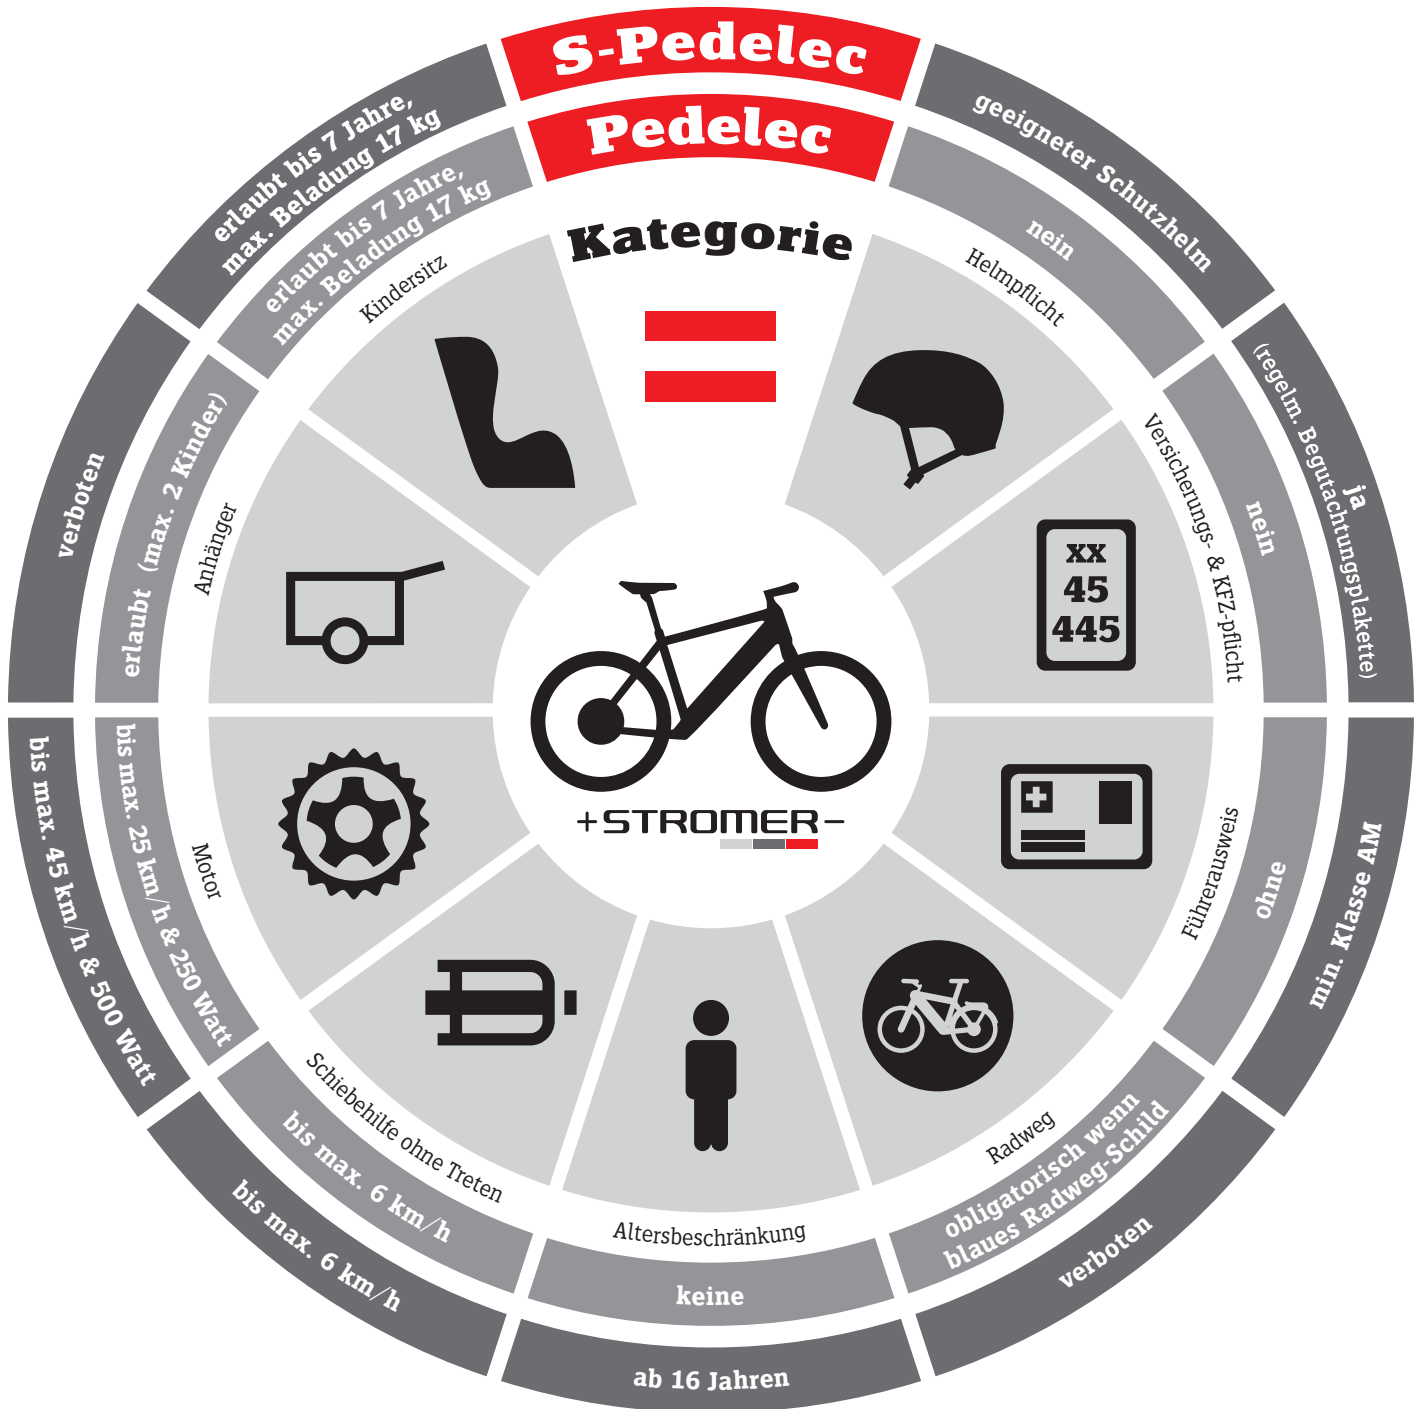 S-Pedelec
Pedelec
Kategorie
geeigneter Schutzhelm
nein
Helmpflicht
ja
(regelm. Begutachtungsplakette)
nein
Versicherungs- & KFZ-pflicht
xx
45
445
min. Klasse AM
ohne
Führerausweis
verboten
obligatorisch wenn
blaues Radweg-Schild
Radweg
Altersbeschränkung
keine
ab 16 Jahren
Schiebehilfe ohne Treten
bis max. 6 km/h
bis max. 6 km/h
Motor
bis max. 25 km/h & 250 Watt
bis max. 45 km/h & 500 Watt
verboten
erlaubt (max. 2 Kinder)
Anhänger
erlaubt bis 7 Jahre,
max. Beladung 17 kg
erlaubt bis 7 Jahre,
max. Beladung 17 kg
Kindersitz
+STROMER-